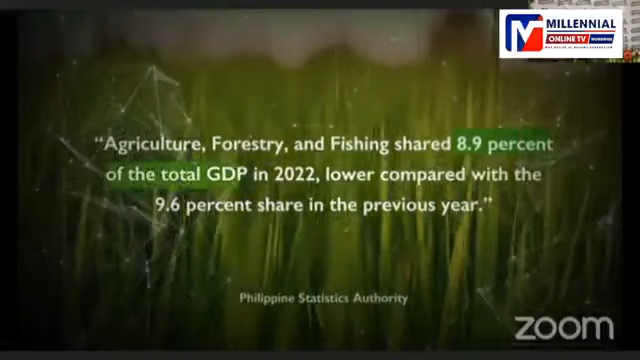 MILLENNIAL
ONLINE TV
“Agriculture, Forestry, and Fishing shared 8.9 percent
of the total GDP in 2022, lower compared with the
9.6 percent share in the previous year.”
Philippine Statistics Authority
zoom